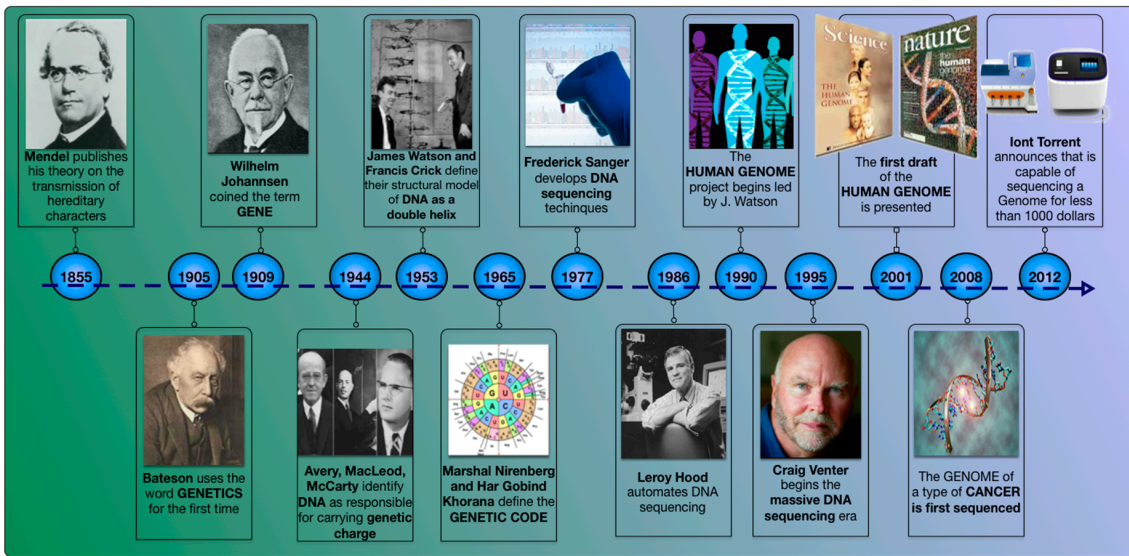 Mendel publishes
his theory on the
transmission of
hereditary
characters
Wilhelm
Johannsen
coined the term
GENE
James Watson and
Francis Crick define
their structural model
of DNA as a
double helix
Frederick Sanger
develops DNA
sequencing
techinques
The
HUMAN GENOME
project begins led
by J. Watson
Science
THE
HUMAN
GENOME
nature
the
human
genome
The first draft
of the
HUMAN GENOME
is presented
Iont Torrent
announces that is
capable of
sequencing a
Genome for less
than 1000 dollars
1855
1905
1909
1944
1953
1965
1977
1986
1990
1995
2001
2008
2012
Bateson uses the
word GENETICS
for the first time
Avery, MacLeod,
McCarty identify
DNA as responsible
for carrying genetic
charge
G U
A C
Marshal Nirenberg
and Har Gobind
Khorana define the
GENETIC CODE
Leroy Hood
automates DNA
sequencing
Craig Venter
begins the
massive DNA
sequencing era
The GENOME of
a type of CANCER
is first sequenced